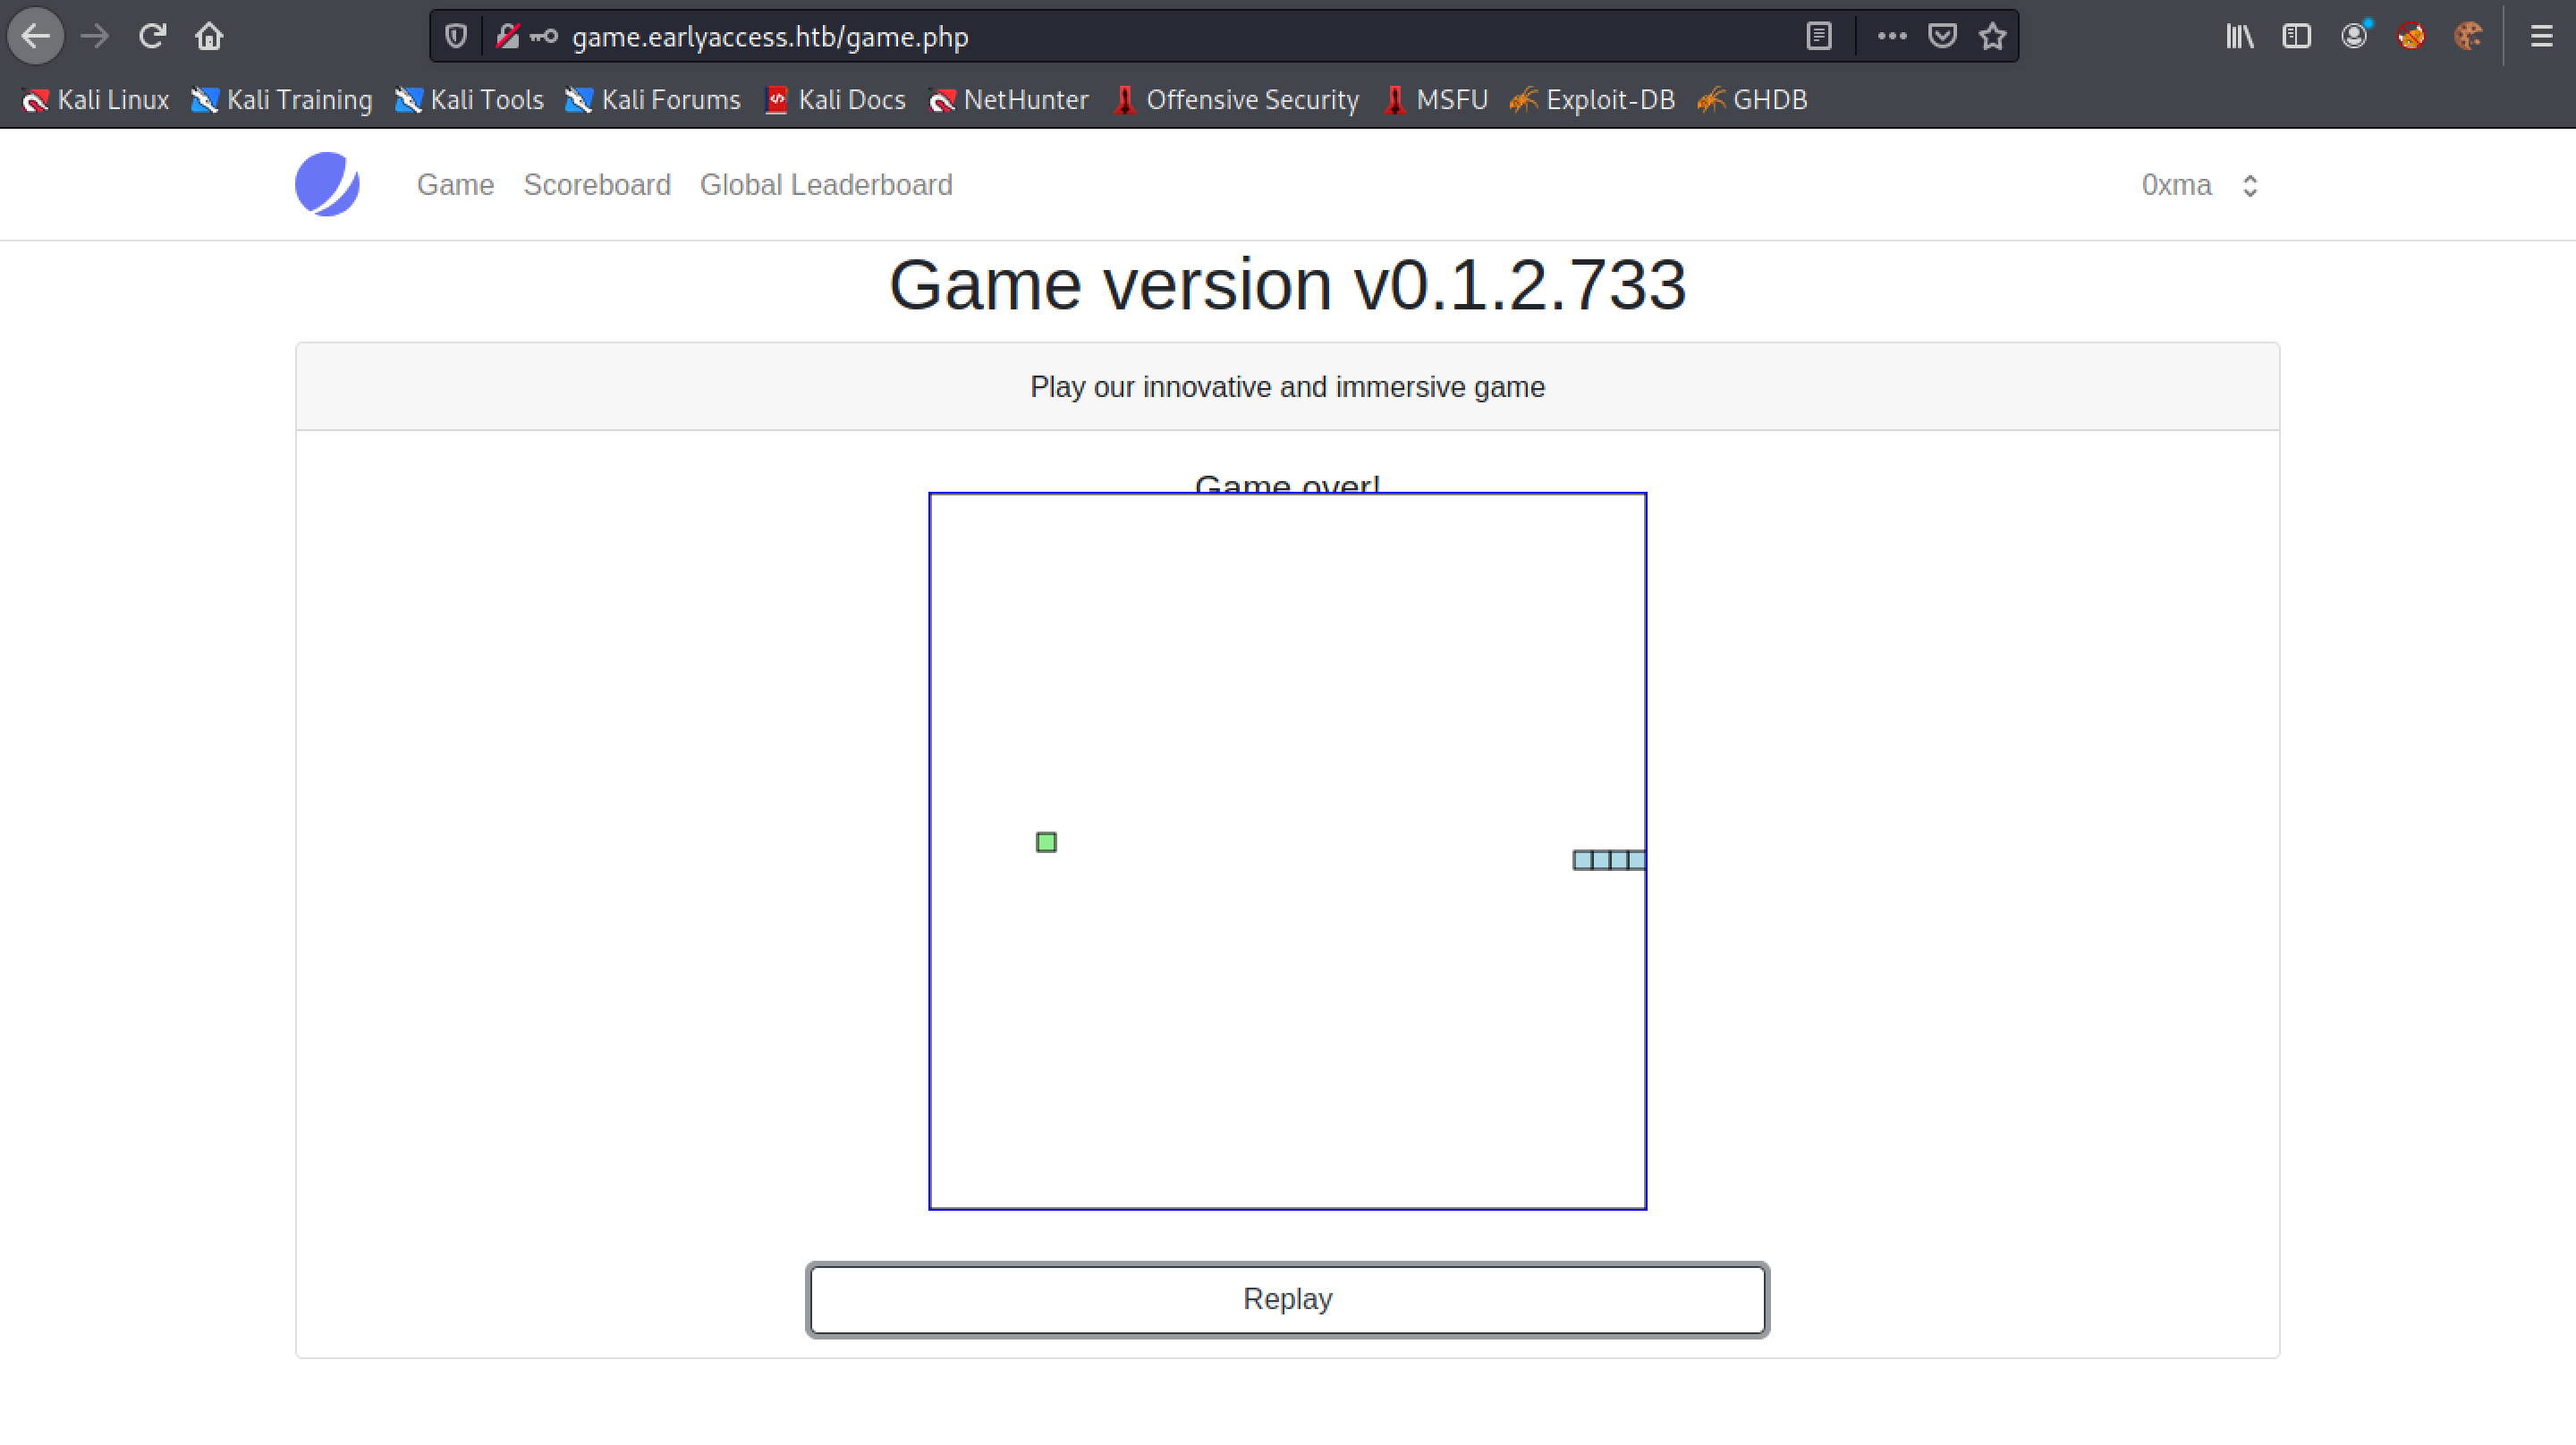 game.earlyaccess.htb/game.php
Kali Linux Kali Training Kali Tools Kali Forums Kali Docs NetHunter Offensive Security MSFU Exploit-DB GHDB
Game Scoreboard Global Leaderboard 0xma
Game version v0.1.2.733
Play our innovative and immersive game
Game over!
Replay